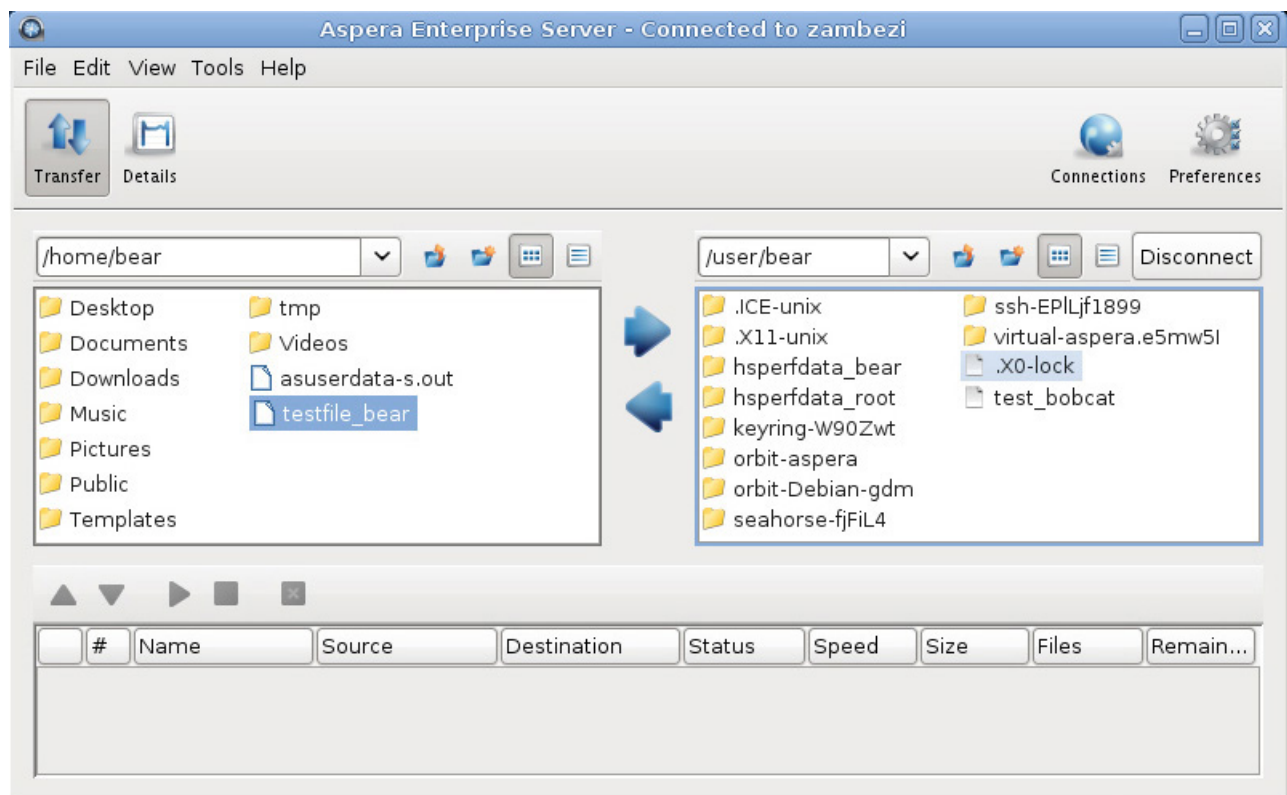 Aspera Enterprise Server - Connected to zambezi
File Edit View Tools Help
Transfer Details Connections Preferences
/home/bear
Desktop
Documents
Downloads
Music
Pictures
Public
Templates
tmp
Videos
asuserdata-s.out
testfile_bear
/user/bear Disconnect
.ICE-unix
.X11-unix
hsperfdata_bear
hsperfdata_root
keyring-W90Zwt
orbit-aspera
orbit-Debian-gdm
seahorse-fjFiL4
ssh-EPlLjf1899
virtual-aspera.e5mw5I
.X0-lock
test_bobcat
# Name Source Destination Status Speed Size Files Remain...